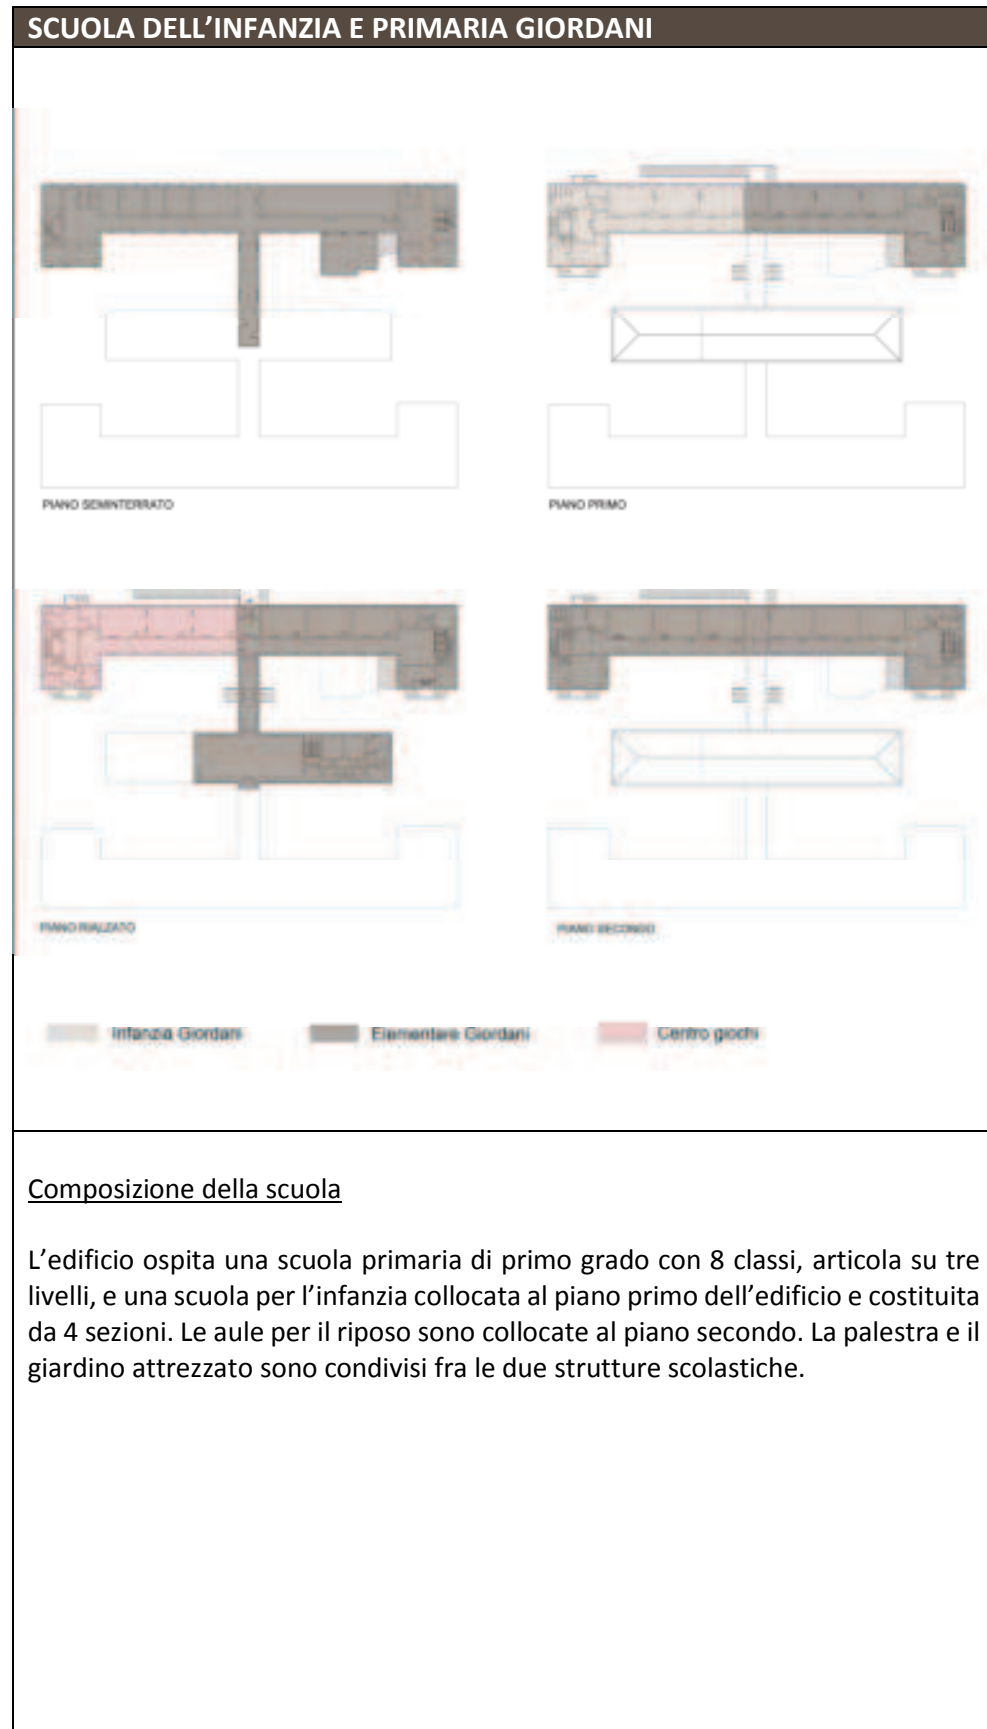 SCUOLA DELL’INFANZIA E PRIMARIA GIORDANI
PIANO SEMINTERRATO
PIANO PRIMO
PIANO RIALZATO
PIANO SECONDO
Infanzia Giordani
Elementare Giordani
Centro giochi
Composizione della scuola
L’edificio ospita una scuola primaria di primo grado con 8 classi, articola su tre
livelli, e una scuola per l’infanzia collocata al piano primo dell’edificio e costituita
da 4 sezioni. Le aule per il riposo sono collocate al piano secondo. La palestra e il
giardino attrezzato sono condivisi fra le due strutture scolastiche.